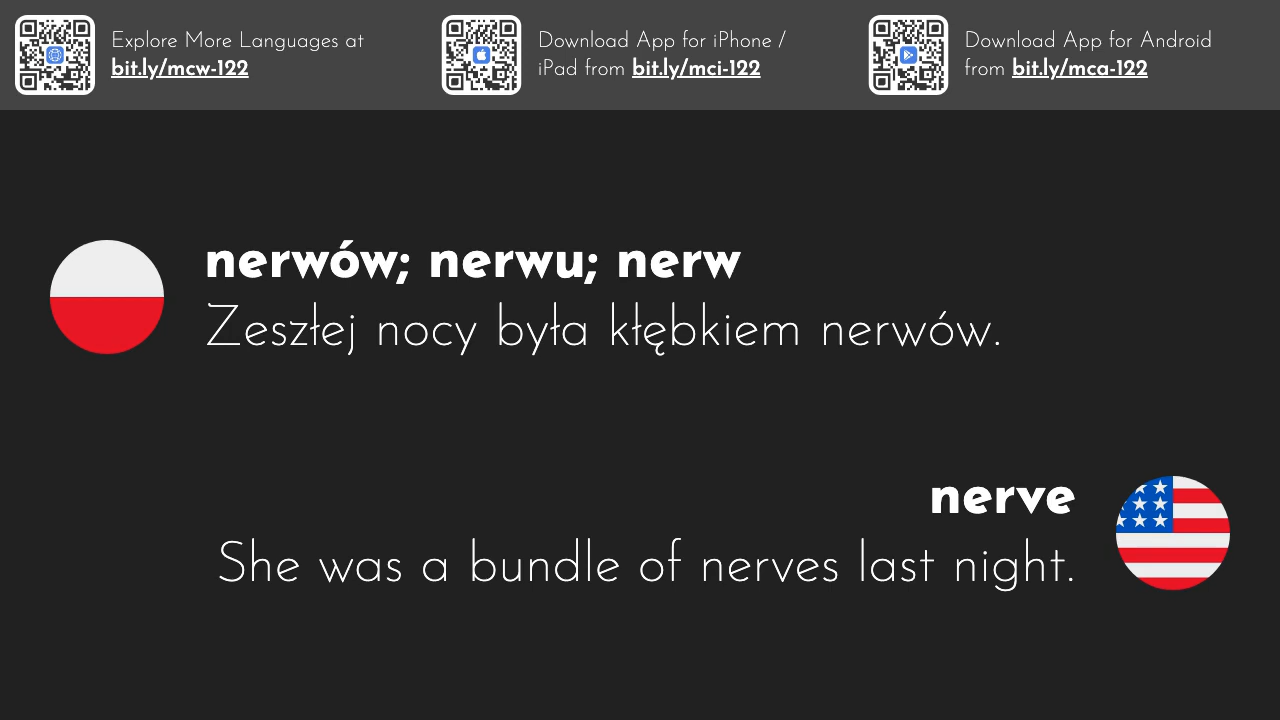 Explore More Languages at
bit.ly/mcw-122
Download App for iPhone /
iPad from bit.ly/mci-122
Download App for Android
from bit.ly/mca-122
nerwów; nerwu; nerw
Zeszłej nocy była kłębkiem nerwów.
nerve
She was a bundle of nerves last night.